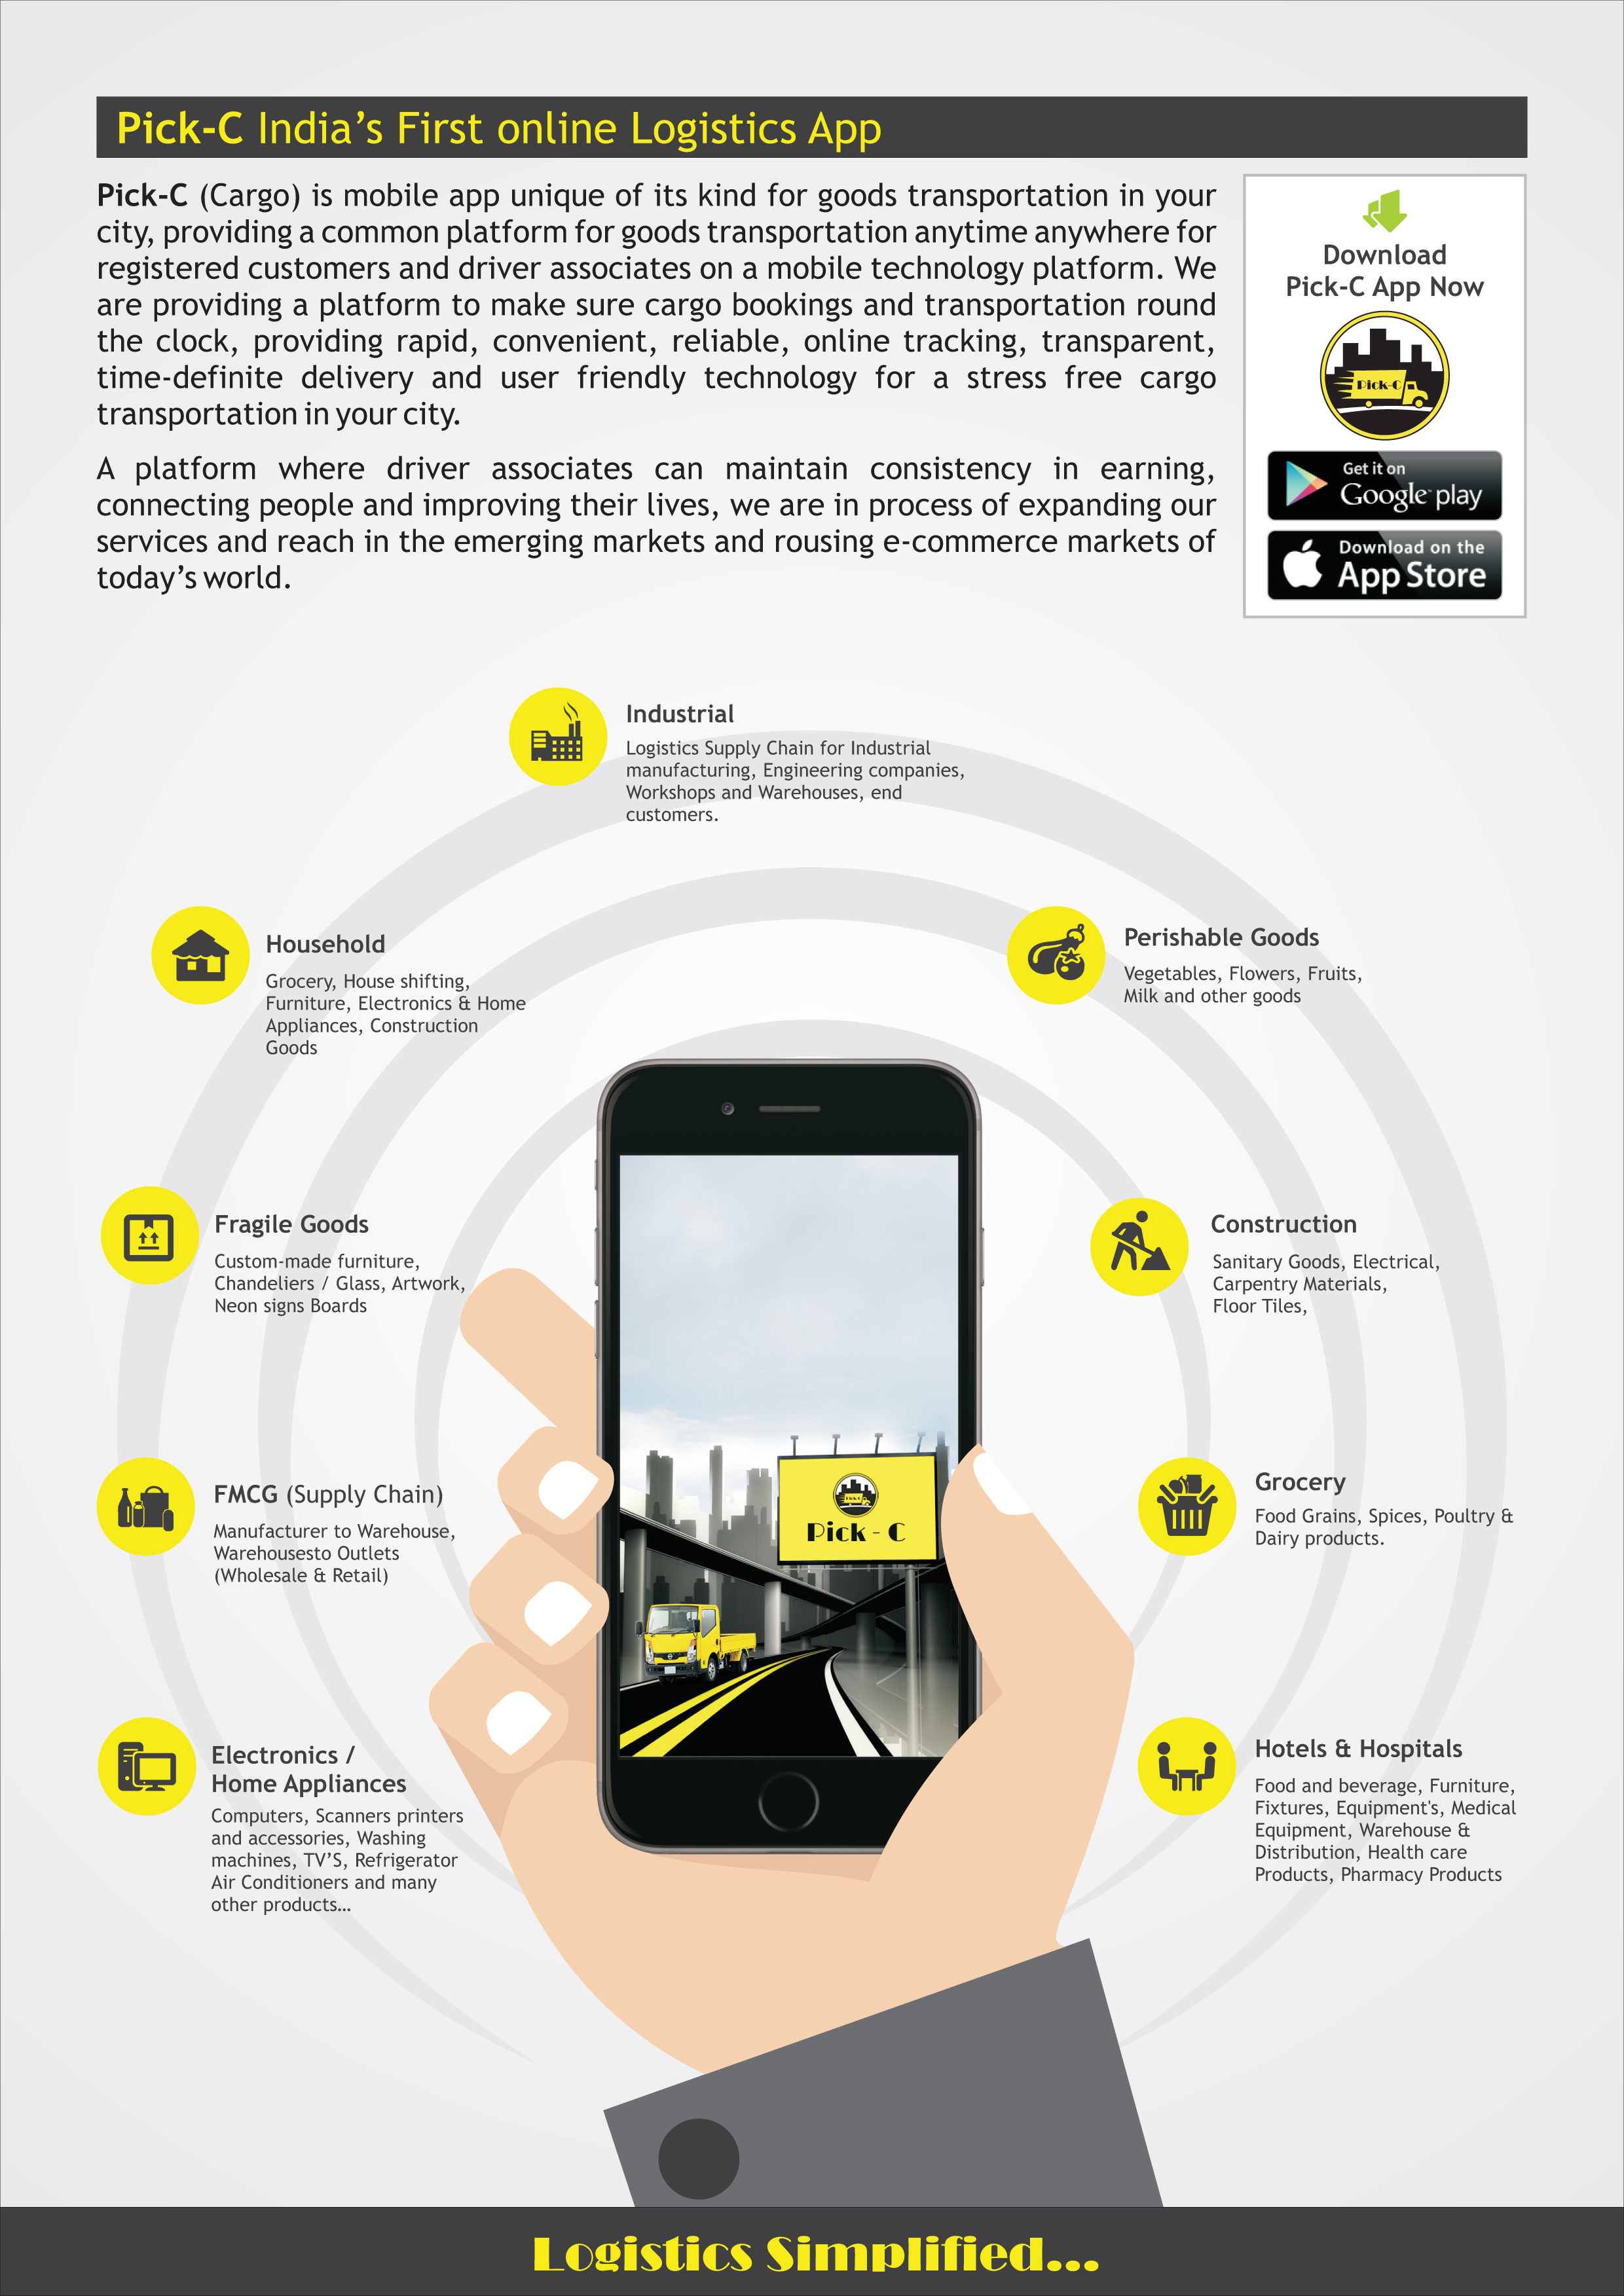 Pick-C India's First online Logistics App
Pick-C (Cargo) is mobile app unique of its kind for goods transportation in your
city, providing a common platform for goods transportation anytime anywhere for
registered customers and driver associates on a mobile technology platform. We
are providing a platform to make sure cargo bookings and transportation round
the clock, providing rapid, convenient, reliable, online tracking, transparent,
time-definite delivery and user friendly technology for a stress free cargo
transportation in your city.
A platform where driver associates can maintain consistency in earning,
connecting people and improving their lives, we are in process of expanding our
services and reach in the emerging markets and rousing e-commerce markets of
today's world.
Download
Pick-C App Now
Pick-C
Get it on
Google play
Download on the
App Store
Industrial
Logistics Supply Chain for Industrial
manufacturing, Engineering companies,
Workshops and Warehouses, end
customers.
Household
Grocery, House shifting,
Furniture, Electronics & Home
Appliances, Construction
Goods
Perishable Goods
Vegetables, Flowers, Fruits,
Milk and other goods
Fragile Goods
Custom-made furniture,
Chandeliers / Glass, Artwork,
Neon signs Boards
Construction
Sanitary Goods, Electrical,
Carpentry Materials,
Floor Tiles,
FMCG (Supply Chain)
Manufacturer to Warehouse,
Warehousesto Outlets
(Wholesale & Retail)
Pick - C
Grocery
Food Grains, Spices, Poultry &
Dairy products.
Electronics /
Home Appliances
Computers, Scanners printers
and accessories, Washing
machines, TV'S, Refrigerator
Air Conditioners and many
other products...
Hotels & Hospitals
Food and beverage, Furniture,
Fixtures, Equipment's, Medical
Equipment, Warehouse &
Distribution, Health care
Products, Pharmacy Products
Logistics Simplified...